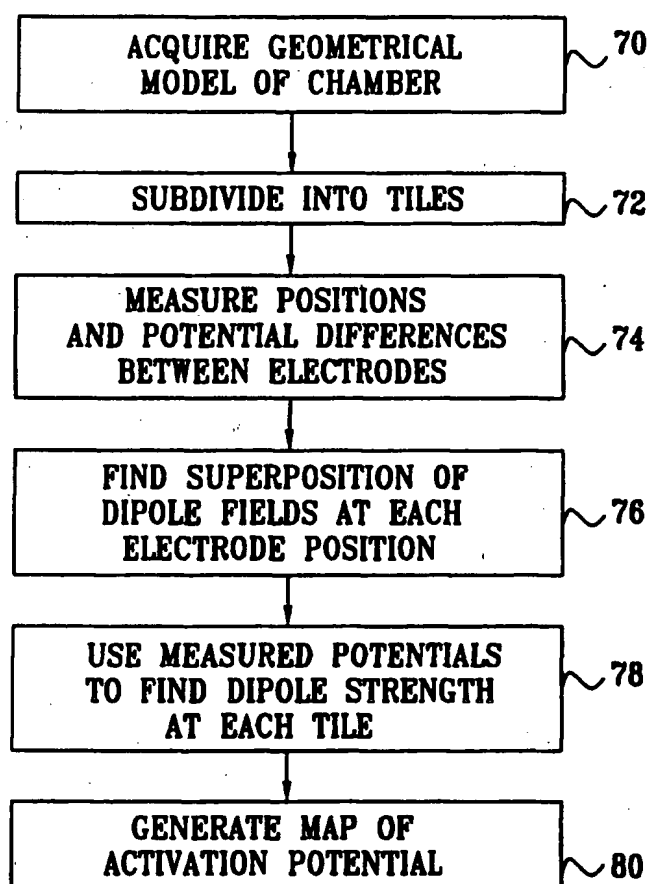 ACQUIRE GEOMETRICAL
MODEL OF CHAMBER
70
SUBDIVIDE INTO TILES
72
MEASURE POSITIONS
AND POTENTIAL DIFFERENCES
BETWEEN ELECTRODES
74
FIND SUPERPOSITION OF
DIPOLE FIELDS AT EACH
ELECTRODE POSITION
76
USE MEASURED POTENTIALS
TO FIND DIPOLE STRENGTH
AT EACH TILE
78
GENERATE MAP OF
ACTIVATION POTENTIAL
80